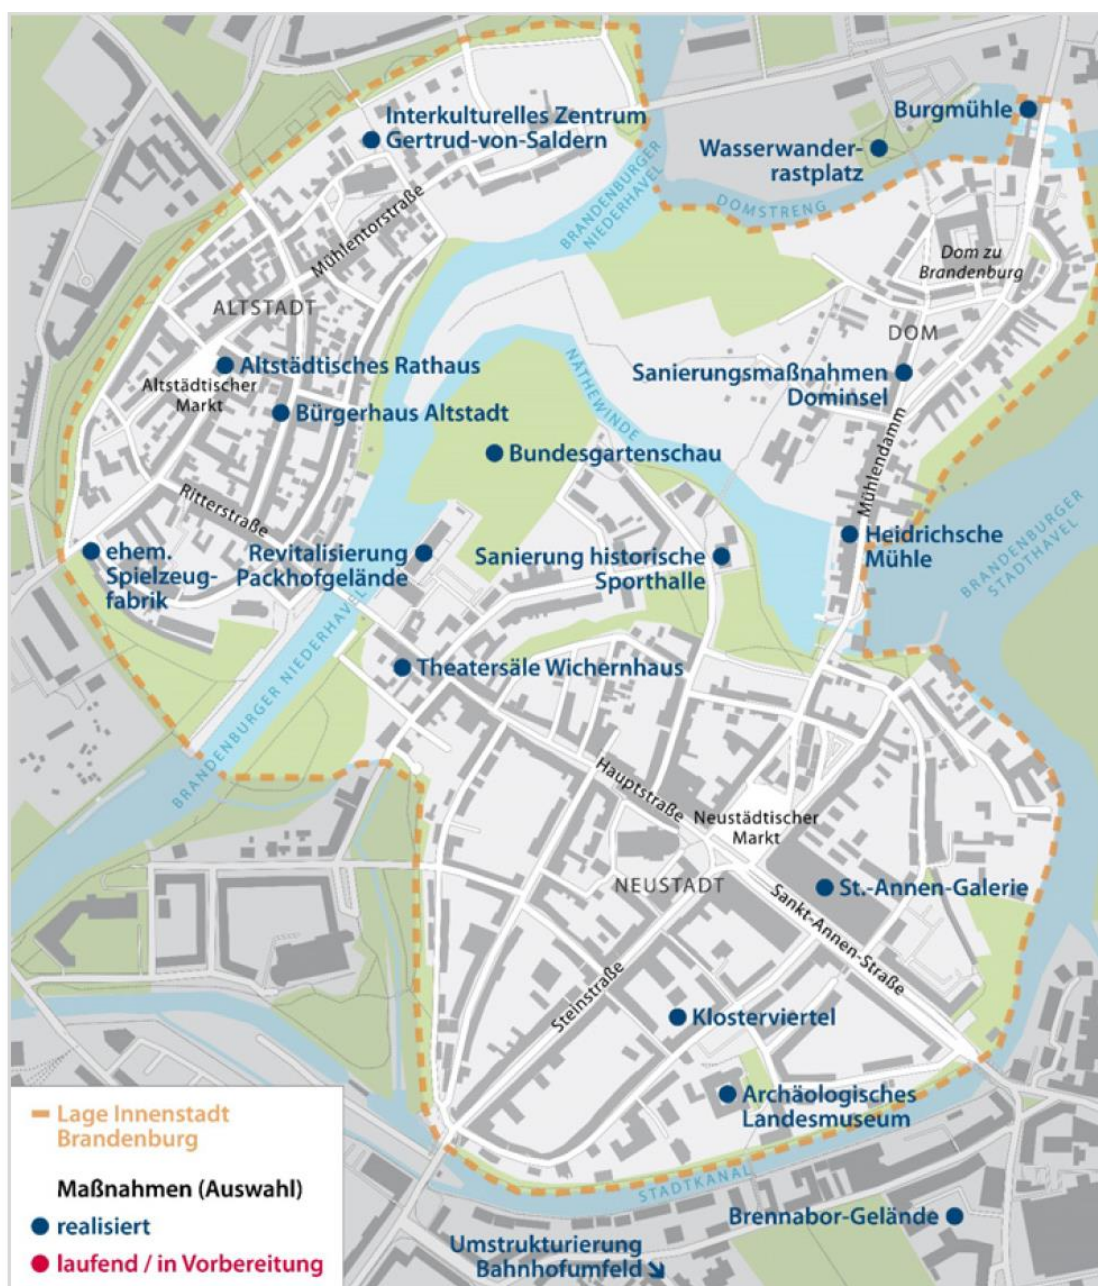 Interkulturelles Zentrum
Gertrud-von-Saldern
Burgmühle
Wasserwander-
rastplatz
BRANDENBURGER
NIEDERHAVEL
DOMSTRENG
Mühlentorstraße
Dom zu
Brandenburg
ALTSTADT
DOM
Altstädtisches Rathaus
Altstädtischer
Markt
NÄTHEWINDE
Sanierungsmaßnahmen
Dominsel
Bürgerhaus Altstadt
Bundesgartenschau
Mühlendamm
Ritterstraße
ehem.
Spielzeug-
fabrik
Revitalisierung
Packhofgelände
Sanierung historische
Sporthalle
Heidrichsche
Mühle
BRANDENBURGER
STADTHAVEL
BRANDENBURGER NIEDERHAVEL
Theatersäle Wichernhaus
Hauptstraße
Neustädtischer
Markt
NEUSTADT
St.-Annen-Galerie
Sankt-Annen-Straße
Steinstraße
Klosterviertel
Archäologisches
Landesmuseum
STADTKANAL
Brennabor-Gelände
Umstrukturierung
Bahnhofumfeld
Lage Innenstadt
Brandenburg
Maßnahmen (Auswahl)
realisiert
laufend / in Vorbereitung